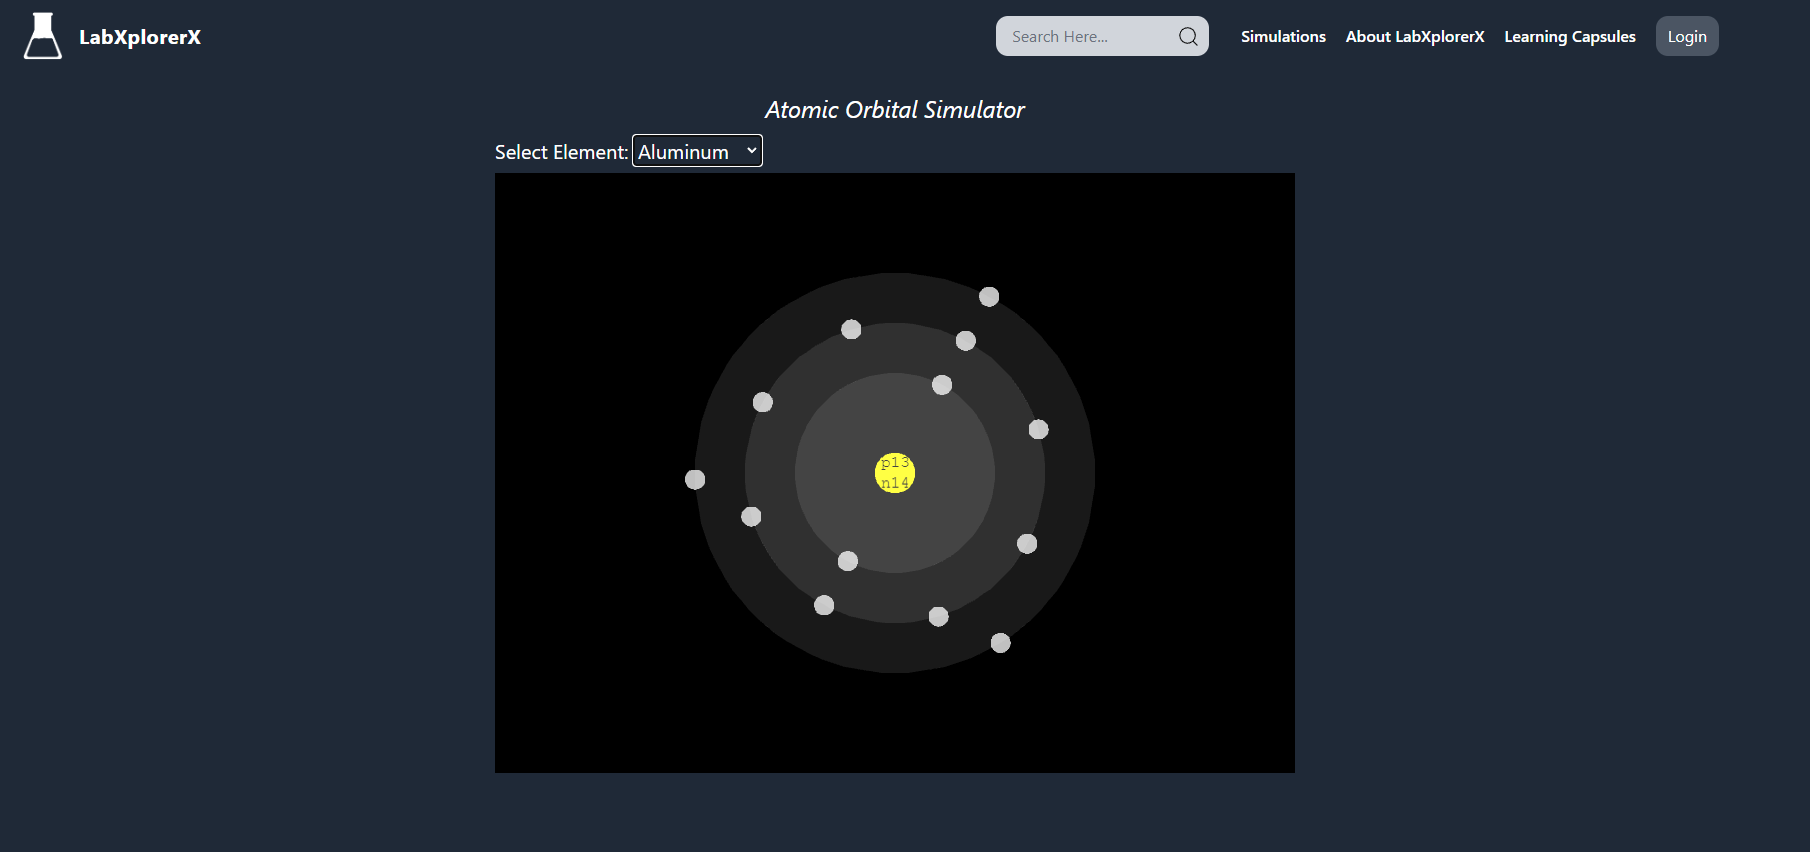 LabXplorerX
Search Here...
Simulations
About LabXplorerX
Learning Capsules
Login
Atomic Orbital Simulator
Select Element: Aluminum
p13
n14